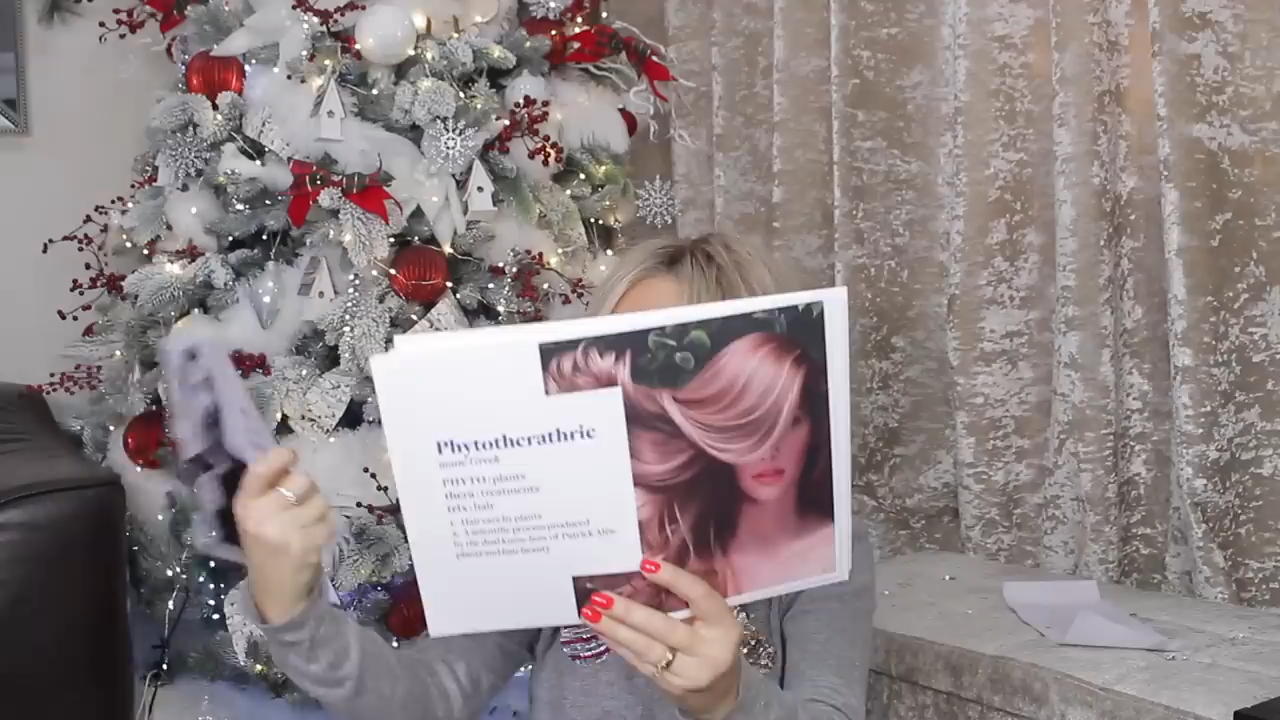 Phytotherathrie
PHYTO : plants
thera : treatments
trix : hair
1. Hair care by plants
2. A scientific process produced
by the dual know-how of Patrick Alès:
plants and hair beauty